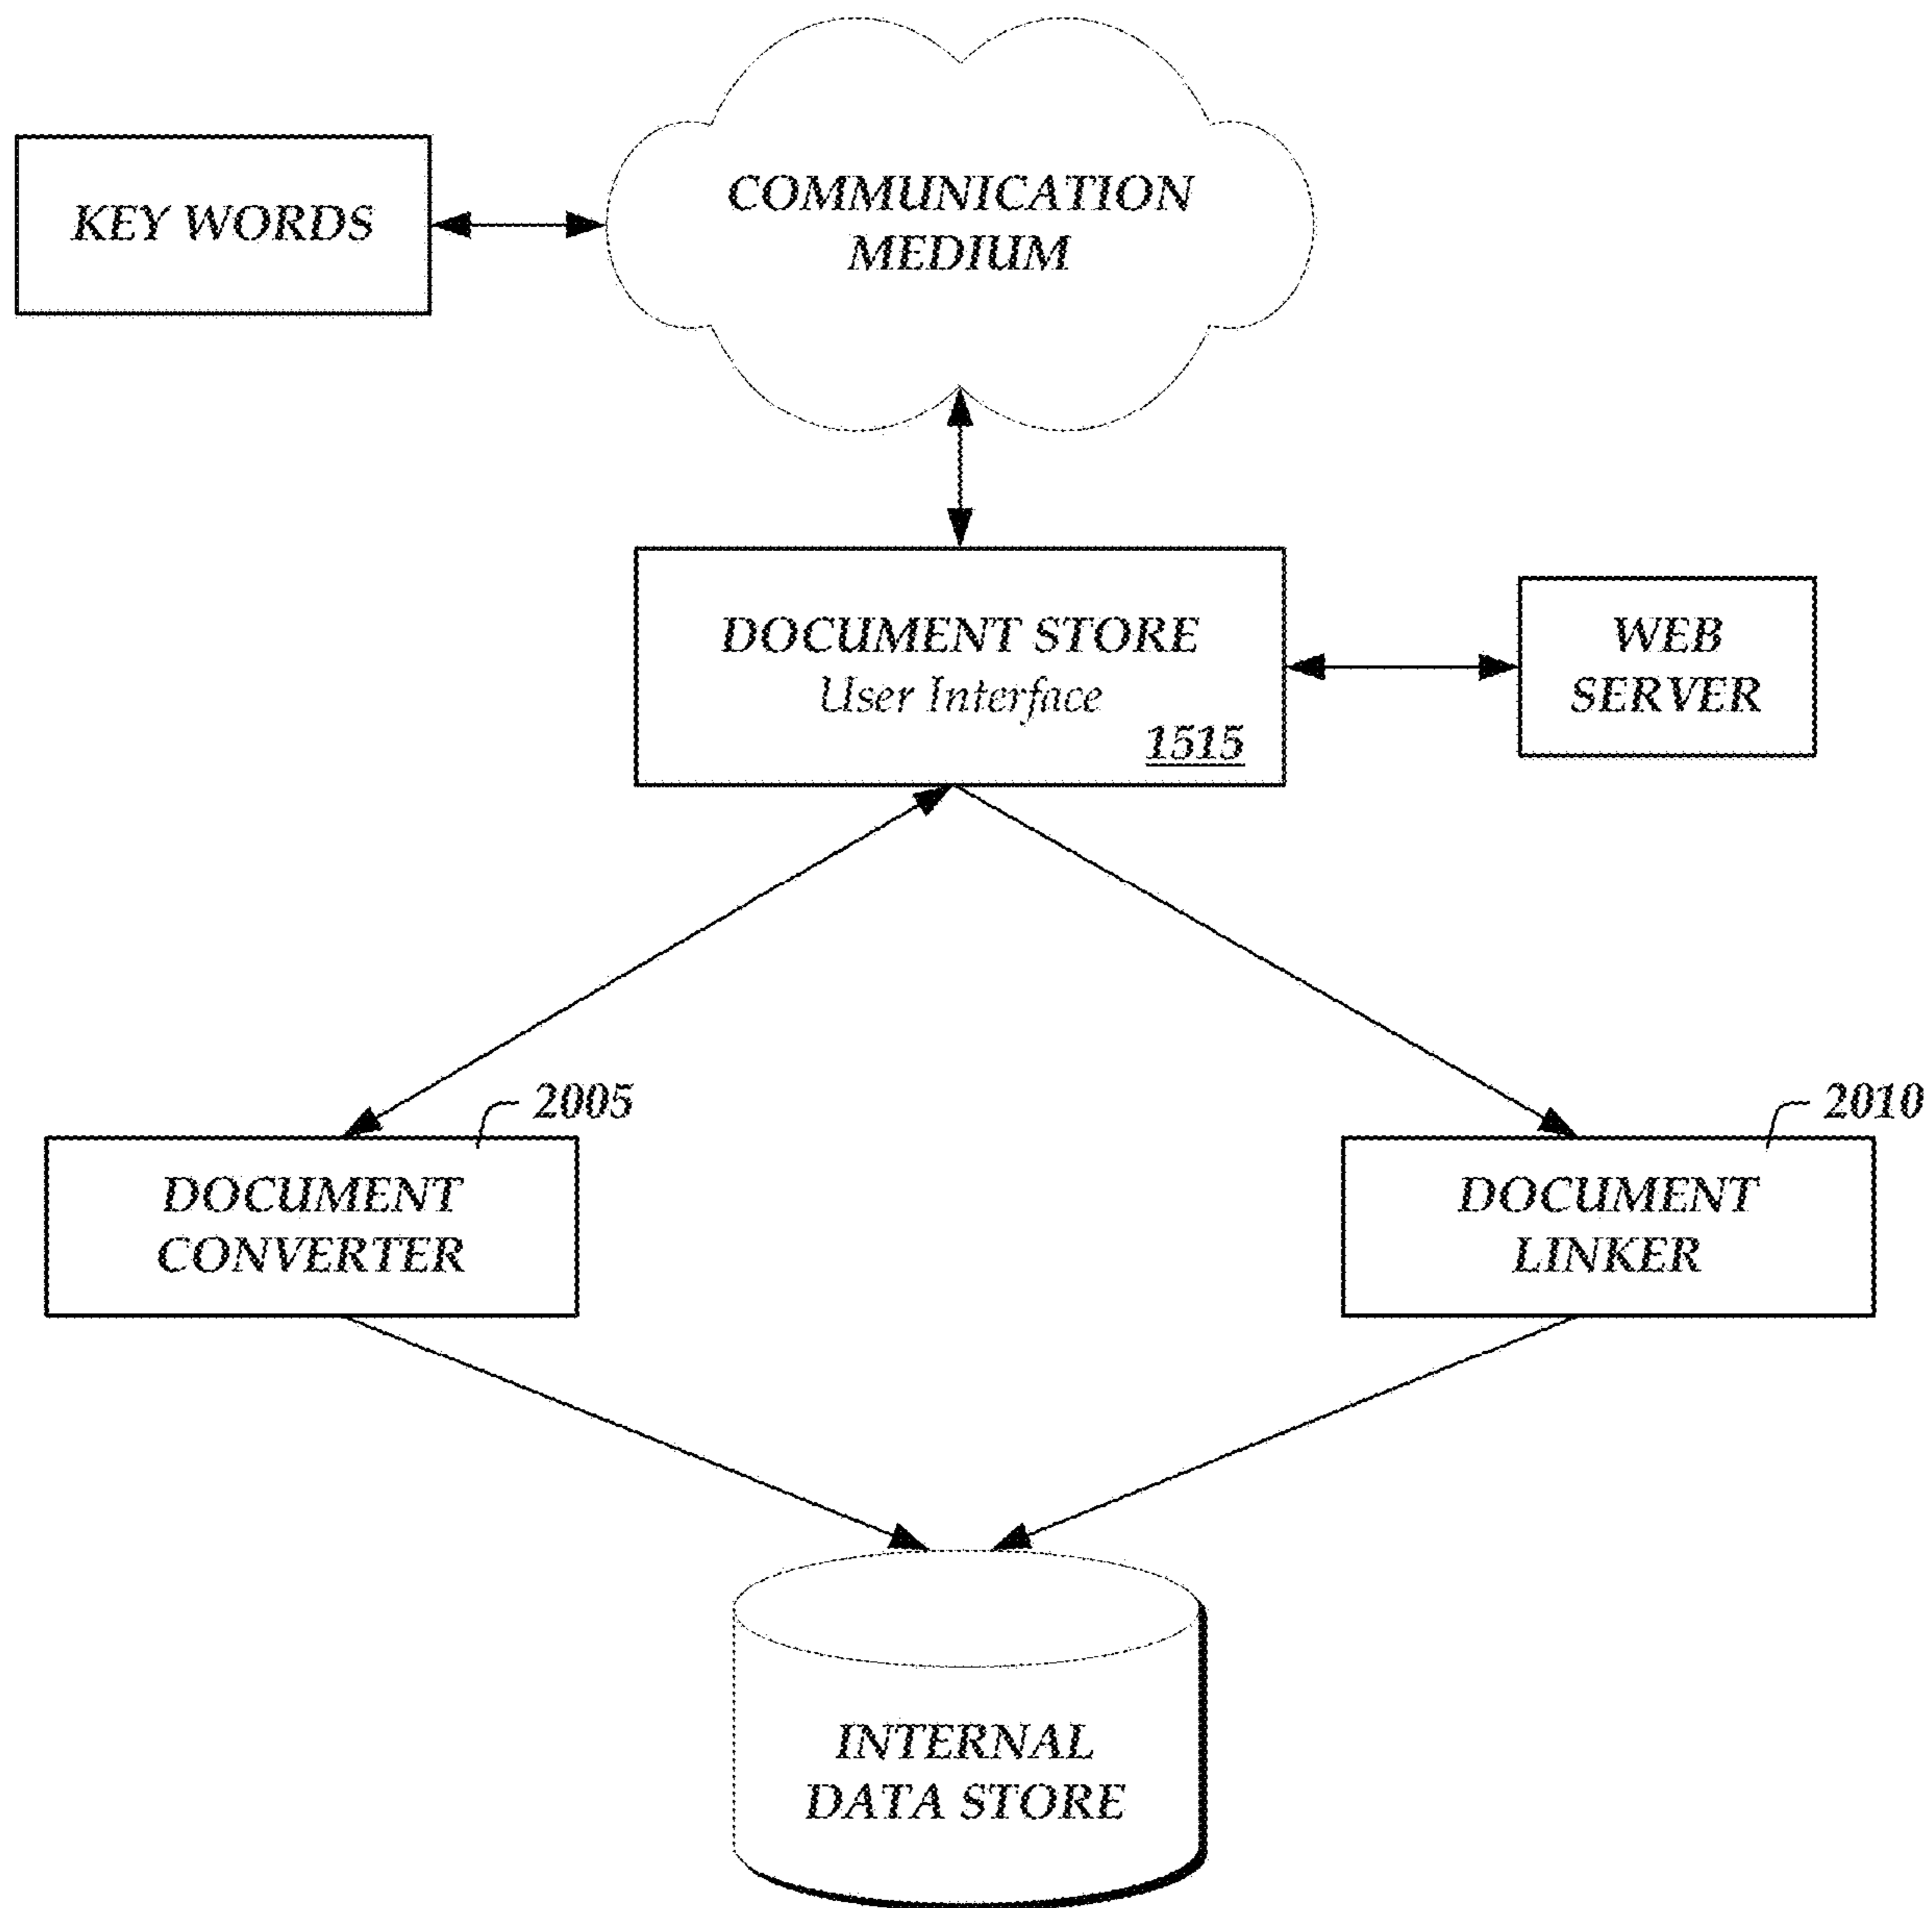 COMMUNICATION
MEDIUM
KEY WORDS
DOCUMENT STORE
User Interface
1515
WEB
SERVER
2005
DOCUMENT
CONVERTER
2010
DOCUMENT
LINKER
INTERNAL
DATA STORE